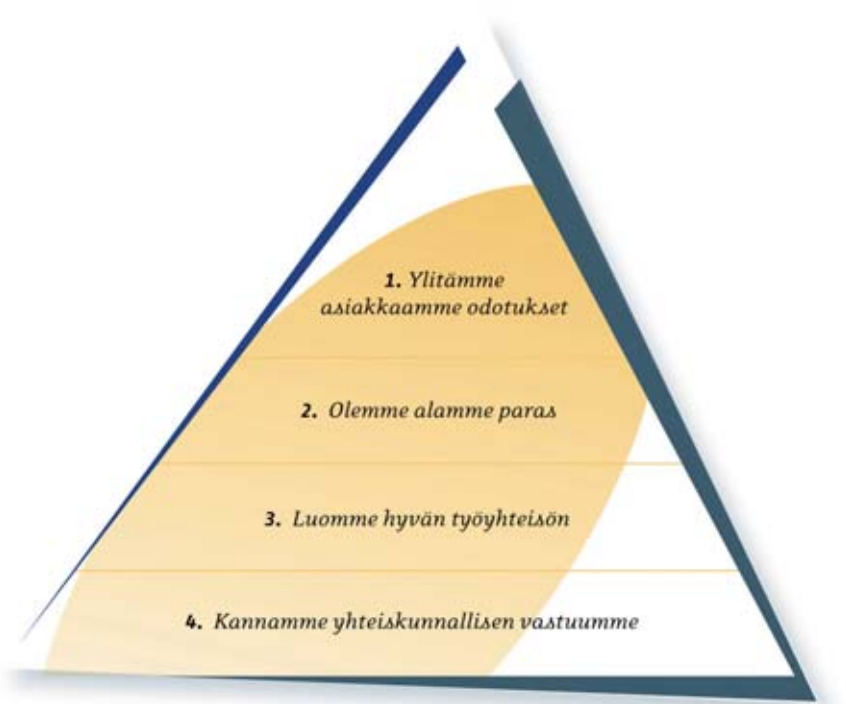 1. Ylitämme
asiakkaamme odotukset
2. Olemme alamme paras
3. Luomme hyvän työyhteisön
4. Kannamme yhteiskunnallisen vastuumme